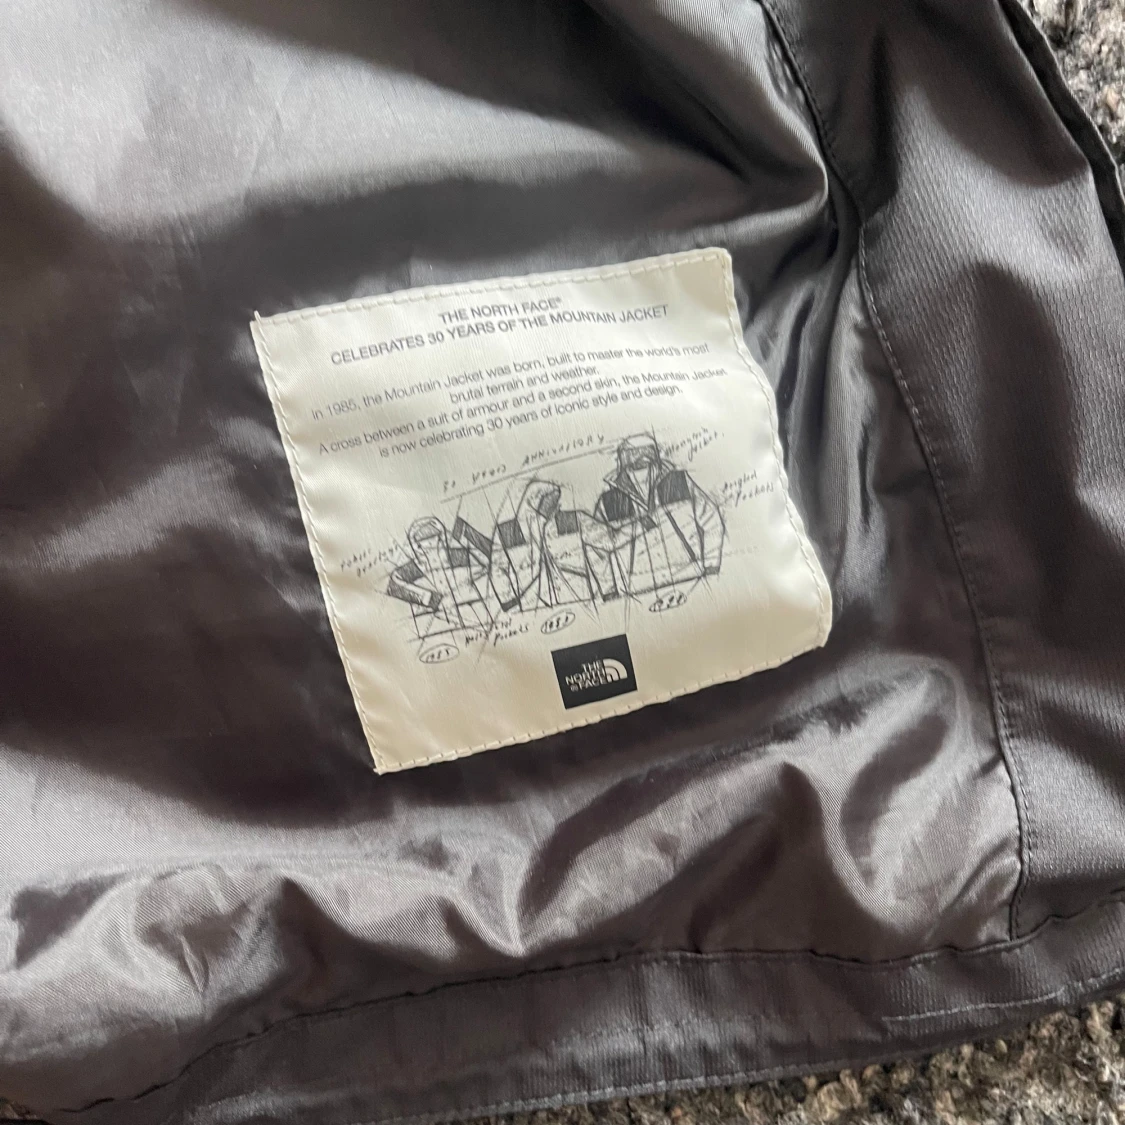 THE NORTH FACE®
CELEBRATES 30 YEARS OF THE MOUNTAIN JACKET
In 1985, the Mountain Jacket was born, built to master the world's most
brutal terrain and weather.
A cross between a suit of armour and a second skin, the Mountain Jacket
is now celebrating 30 years of iconic style and design.
30 YEARS ANNIVERSARY
Mountain
Jacket.
Pockets
pockets
1985
THE
NORTH
FACE